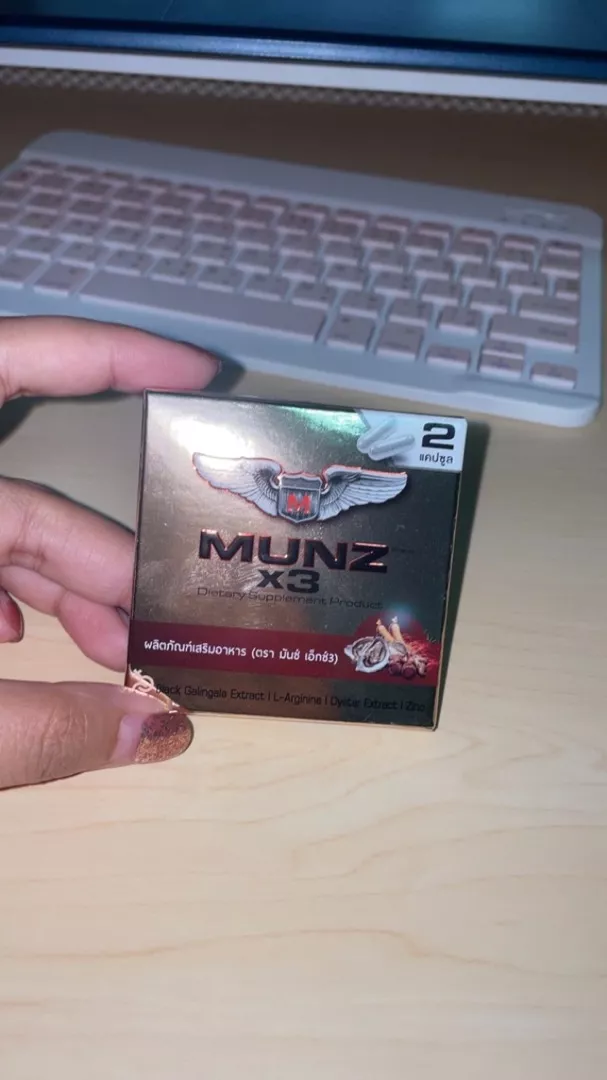 2
แคปซูล
M
MUNZ
x3
Dietary Supplement Product
ผลิตภัณฑ์เสริมอาหาร (ตรา มันซ์ เอ็กซ์3)
Black Galingale Extract | L-Arginine | Oyster Extract | Zinc